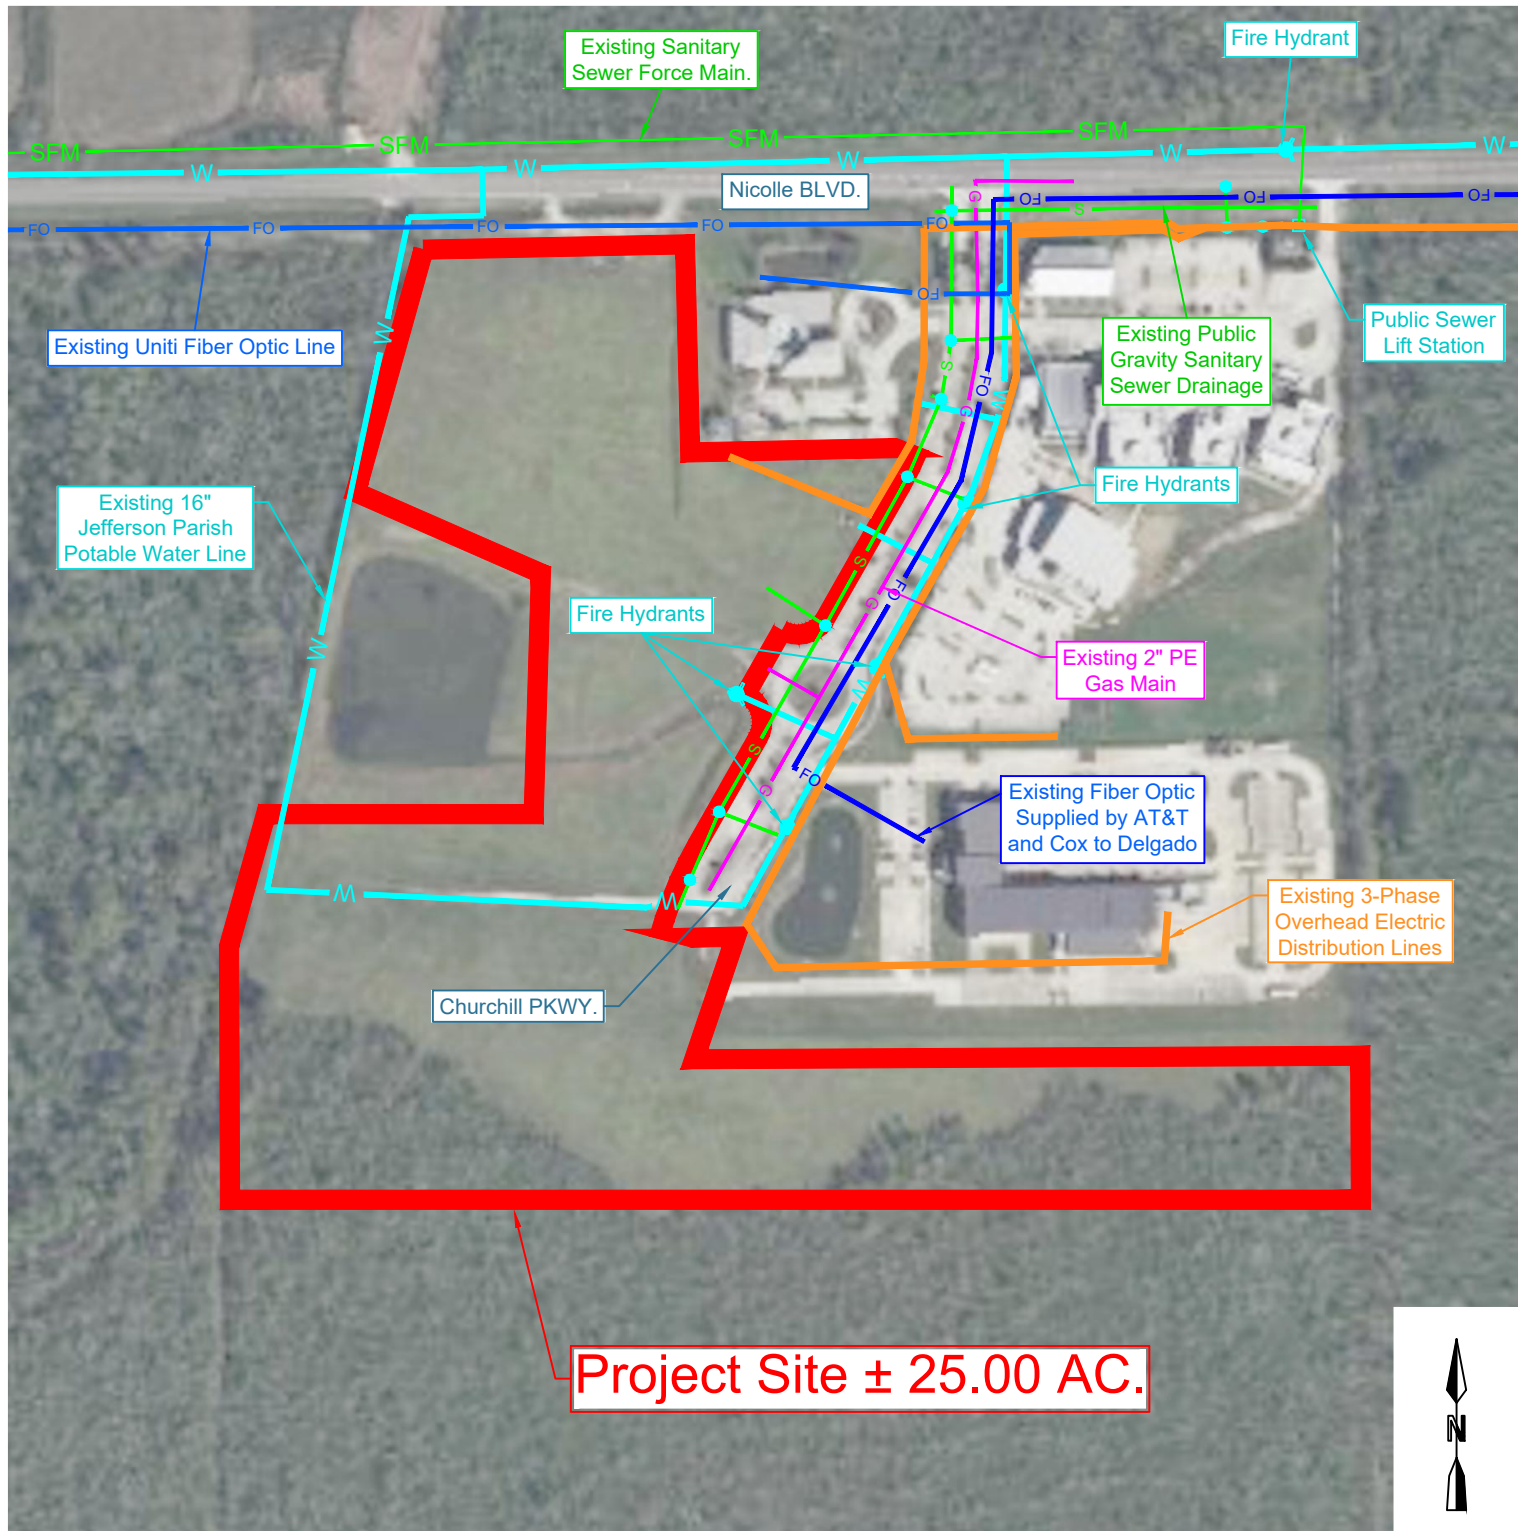 Existing Sanitary
Sewer Force Main.
Fire Hydrant
SFM
SFM
SFM
SFM
W
W
W
W
W
Nicolle BLVD.
G
FO
FO
FO
S
FO
FO
FO
FO
FO
FO
Existing Uniti Fiber Optic Line
W
Existing Public
Gravity Sanitary
Sewer Drainage
Public Sewer
Lift Station
S
FO
G
W
Existing 16"
Jefferson Parish
Potable Water Line
Fire Hydrants
S
FO
G
Fire Hydrants
W
Existing 2" PE
Gas Main
W
S
FO
G
Existing Fiber Optic
Supplied by AT&T
and Cox to Delgado
W
W
Existing 3-Phase
Overhead Electric
Distribution Lines
Churchill PKWY.
Project Site ± 25.00 AC.
N